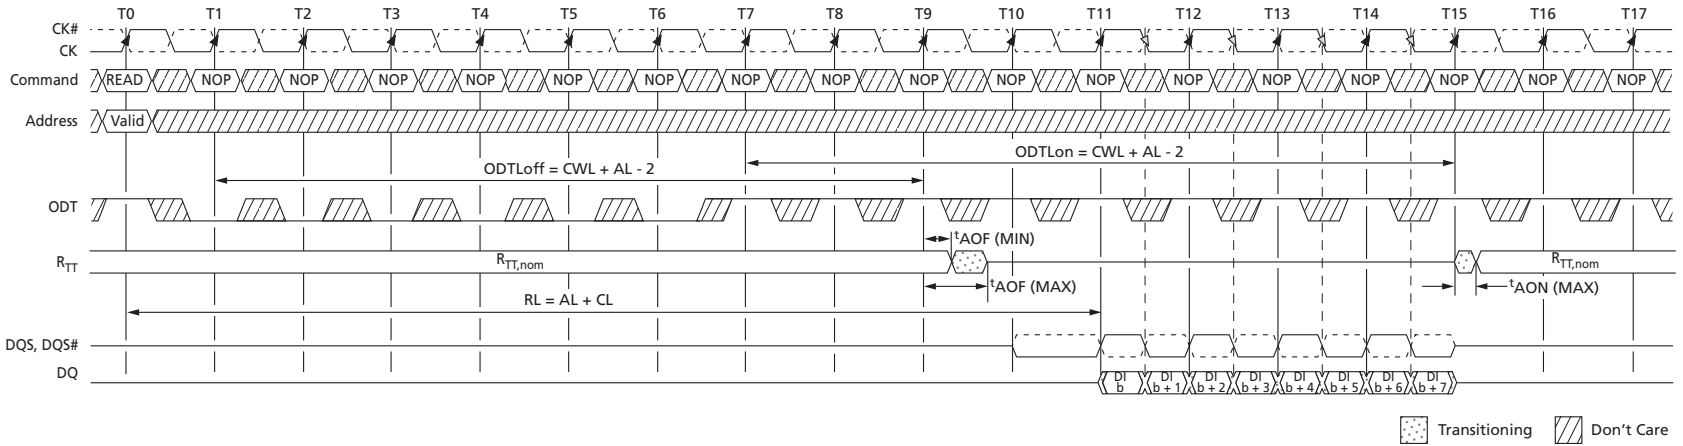 T0 T1 T2 T3 T4 T5 T6 T7 T8 T9 T10 T11 T12 T13 T14 T15 T16 T17
CK#
CK
Command READ NOP NOP NOP NOP NOP NOP NOP NOP NOP NOP NOP NOP NOP NOP NOP NOP NOP
Address Valid
ODTLon = CWL + AL - 2
ODTLoff = CWL + AL - 2
ODT
tAOF (MIN)
RTT RTT,nom RTT,nom
tAOF (MAX) tAON (MAX)
RL = AL + CL
DQS, DQS#
DQ
DI b
DI b + 1
DI b + 2
DI b + 3
DI b + 4
DI b + 5
DI b + 6
DI b + 7
Transitioning Don't Care